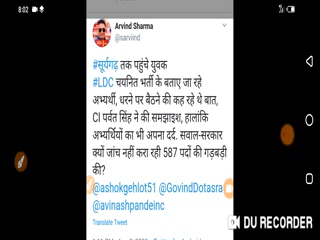 8:02
Arvind Sharma
@sarviind
#सूर्यगढ़ तक पहुंचे युवक
#LDC चयनित भर्ती के बताए जा रहे
अभ्यर्थी, धरने पर बैठने की कह रहे थे बात,
CI पर्वत सिंह ने की समझाइश, हालांकि
अभ्यर्थियों का भी अपना दर्द. सवाल-सरकार
क्यों जांच नहीं करा रही 587 पदों की गड़बड़ी
की?
@ashokgehlot51 @GovindDotasra
@avinashpandeinc
Translate Tweet
DU RECORDER